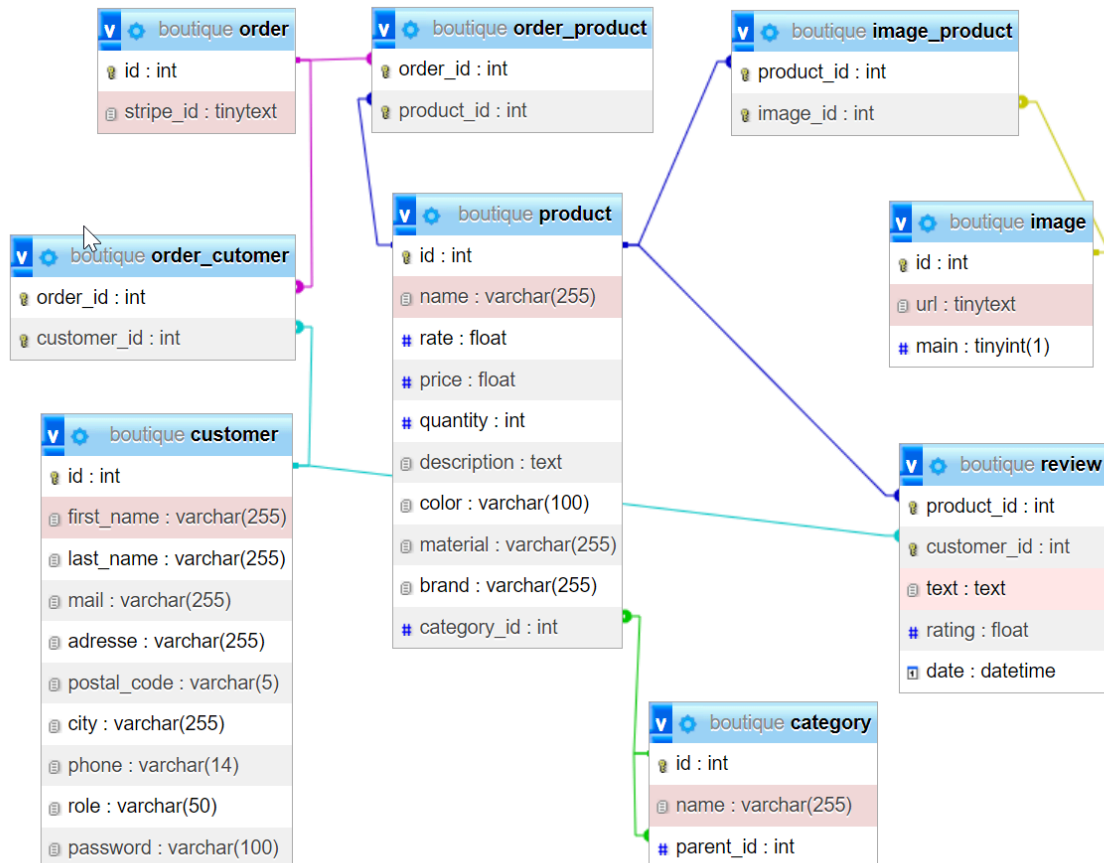 boutique order
id : int
stripe_id : tinytext
boutique order_product
order_id : int
product_id : int
boutique image_product
product_id : int
image_id : int
boutique order_cutomer
order_id : int
customer_id : int
boutique product
id : int
name : varchar(255)
rate : float
price : float
quantity : int
description : text
color : varchar(100)
material : varchar(255)
brand : varchar(255)
category_id : int
boutique image
id : int
url : tinytext
main : tinyint(1)
boutique customer
id : int
first_name : varchar(255)
last_name : varchar(255)
mail : varchar(255)
adresse : varchar(255)
postal_code : varchar(5)
city : varchar(255)
phone : varchar(14)
role : varchar(50)
password : varchar(100)
boutique review
product_id : int
customer_id : int
text : text
rating : float
date : datetime
boutique category
id : int
name : varchar(255)
parent_id : int